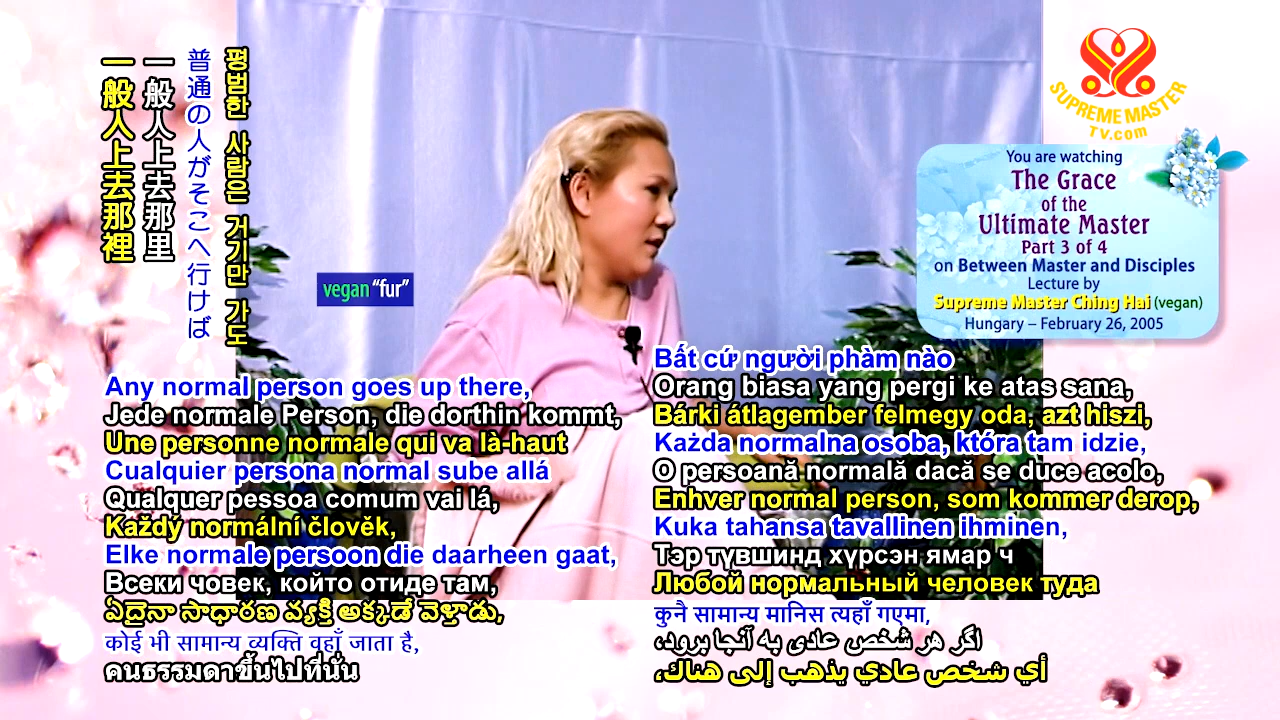 一般人上去那裡
一般人上去那里
普通の人がそこへ行けば
평범한 사람은 거기만 가도
SUPREME MASTER
TV.com
You are watching
The Grace
of the
Ultimate Master
Part 3 of 4
on Between Master and Disciples
Lecture by
Supreme Master Ching Hai (vegan)
Hungary – February 26, 2005
vegan “fur”
Any normal person goes up there,
Jede normale Person, die dorthin kommt,
Une personne normale qui va là-haut
Cualquier persona normal sube allá
Qualquer pessoa comum vai lá,
Každý normální člověk,
Elke normale persoon die daarheen gaat,
Всеки човек, който отиде там,
ఏదైనా సాధారణ వ్యక్తి అక్కడే వెళ్తాడు,
कोई भी सामान्य व्यक्ति वहाँ जाता है,
คนธรรมดาขึ้นไปที่นั่น
Bất cứ người phàm nào
Orang biasa yang pergi ke atas sana,
Bárki átlagember felmegy oda, azt hiszi,
Każda normalna osoba, która tam idzie,
O persoană normală dacă se duce acolo,
Enhver normal person, som kommer derop,
Kuka tahansa tavallinen ihminen,
Тэр түвшинд хүрсэн ямар ч
Любой нормальный человек туда
कुनै सामान्य मानिस त्यहाँ गएमा,
اگر هر شخص عادی به آنجا برود،
أي شخص عادي يذهب إلى هناك،